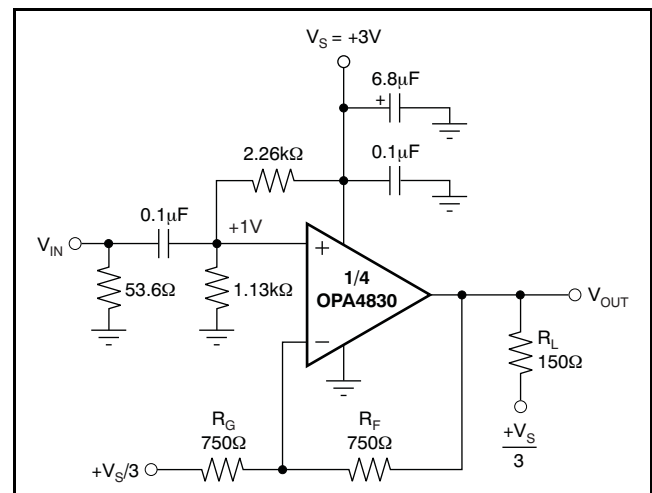 V_S = +3V
6.8μF
+
2.26kΩ
0.1μF
0.1μF
+1V
V_IN
53.6Ω
1.13kΩ
+
1/4
OPA4830
−
V_OUT
R_L
150Ω
+V_S
3
R_G
750Ω
R_F
750Ω
+V_S/3